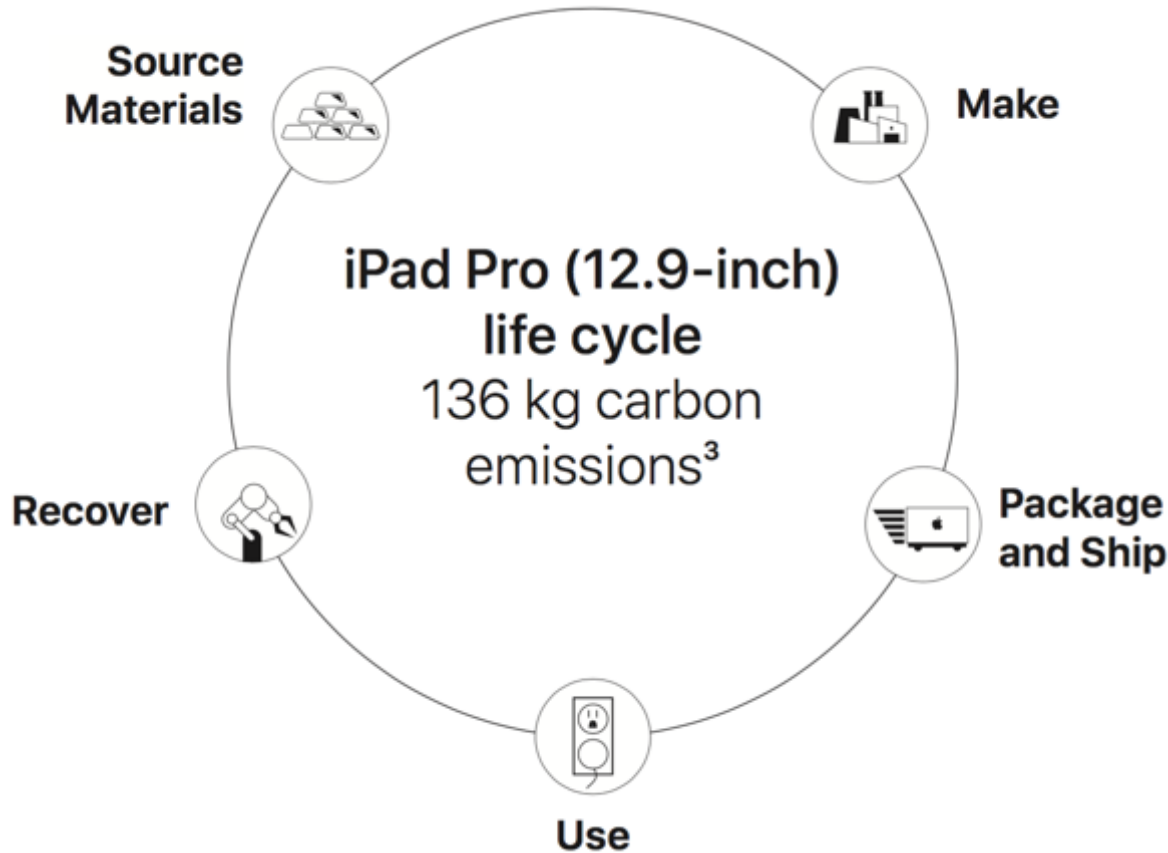 Source
Materials
Make
iPad Pro (12.9-inch)
life cycle
136 kg carbon
emissions³
Recover
Package
and Ship
Use